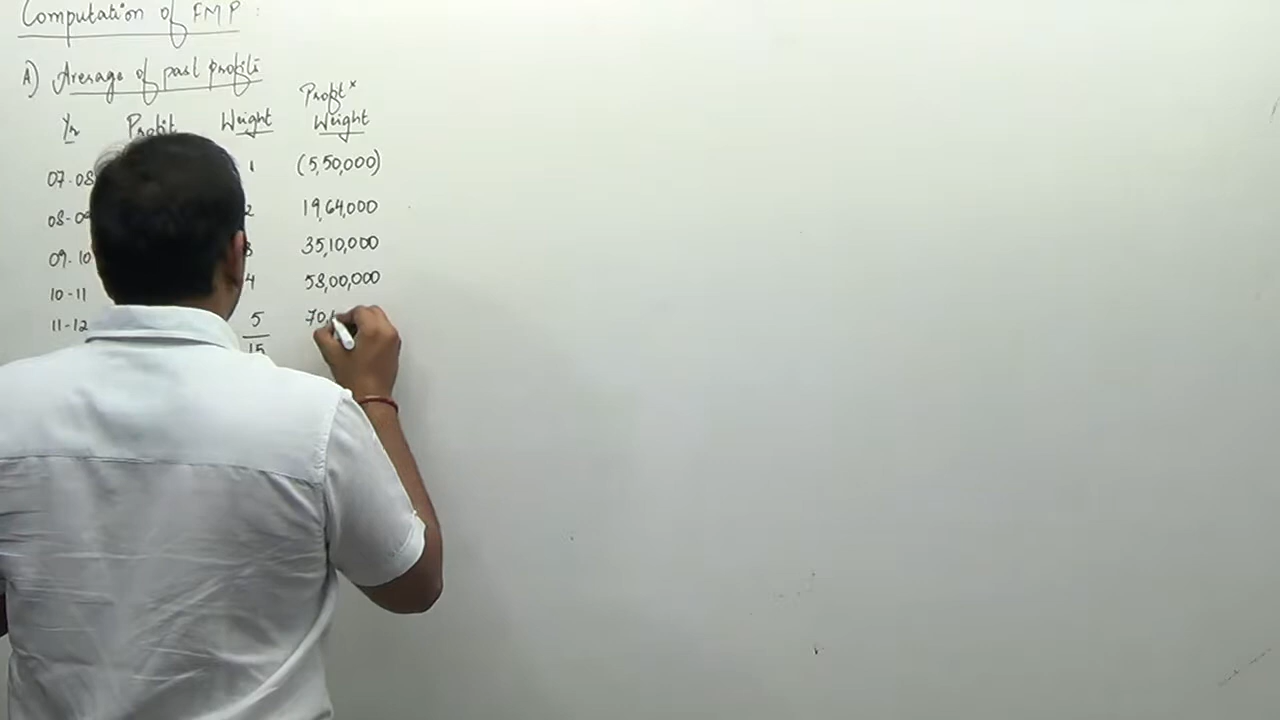 Computation of FMP :
A) Average of past profits
Profit x
Yr Profit Weight Weight
07-08 1 (5,50,000)
08-09 2 19,64,000
09-10 3 35,10,000
10-11 4 58,00,000
11-12 5 70,
15